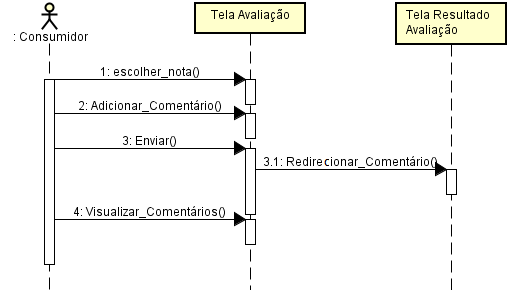 Tela Avaliação
Tela Resultado
Avaliação
: Consumidor
1: escolher_nota()
2: Adicionar_Comentário()
3: Enviar()
3.1: Redirecionar_Comentário()
4: Visualizar_Comentários()